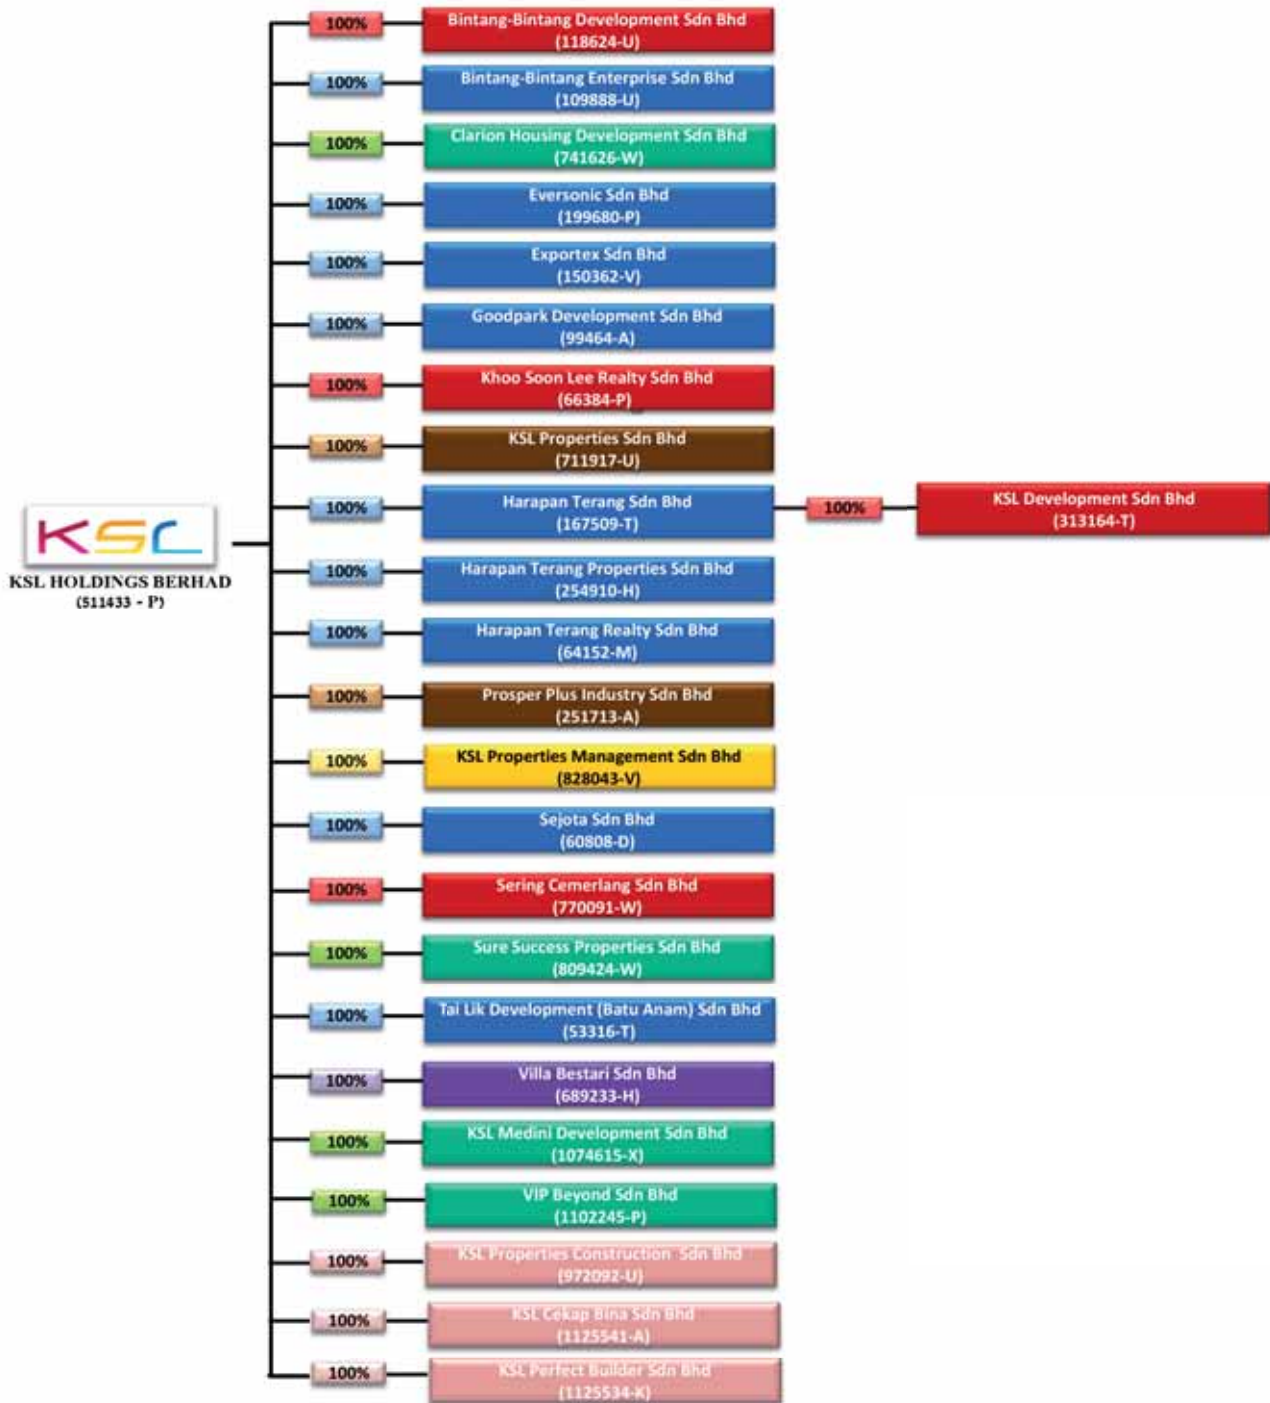 100%
Bintang-Bintang Development Sdn Bhd
(118624-U)
100%
Bintang-Bintang Enterprise Sdn Bhd
(109888-U)
100%
Clarion Housing Development Sdn Bhd
(741626-W)
100%
Eversonic Sdn Bhd
(199680-P)
100%
Exportex Sdn Bhd
(150362-V)
100%
Goodpark Development Sdn Bhd
(99464-A)
100%
Khoo Soon Lee Realty Sdn Bhd
(66384-P)
100%
KSL Properties Sdn Bhd
(711917-U)
100%
Harapan Terang Sdn Bhd
(167509-T)
100%
KSL Development Sdn Bhd
(313164-T)
KSL
KSL HOLDINGS BERHAD
(511433 - P)
100%
Harapan Terang Properties Sdn Bhd
(254910-H)
100%
Harapan Terang Realty Sdn Bhd
(64152-M)
100%
Prosper Plus Industry Sdn Bhd
(251713-A)
100%
KSL Properties Management Sdn Bhd
(828043-V)
100%
Sejota Sdn Bhd
(60808-D)
100%
Sering Cemerlang Sdn Bhd
(770091-W)
100%
Sure Success Properties Sdn Bhd
(809424-W)
100%
Tai Lik Development (Batu Anam) Sdn Bhd
(53316-T)
100%
Villa Bestari Sdn Bhd
(689233-H)
100%
KSL Medini Development Sdn Bhd
(1074615-X)
100%
VIP Beyond Sdn Bhd
(1102245-P)
100%
KSL Properties Construction Sdn Bhd
(972092-U)
100%
KSL Cekap Bina Sdn Bhd
(1125541-A)
100%
KSL Perfect Builder Sdn Bhd
(1125534-K)